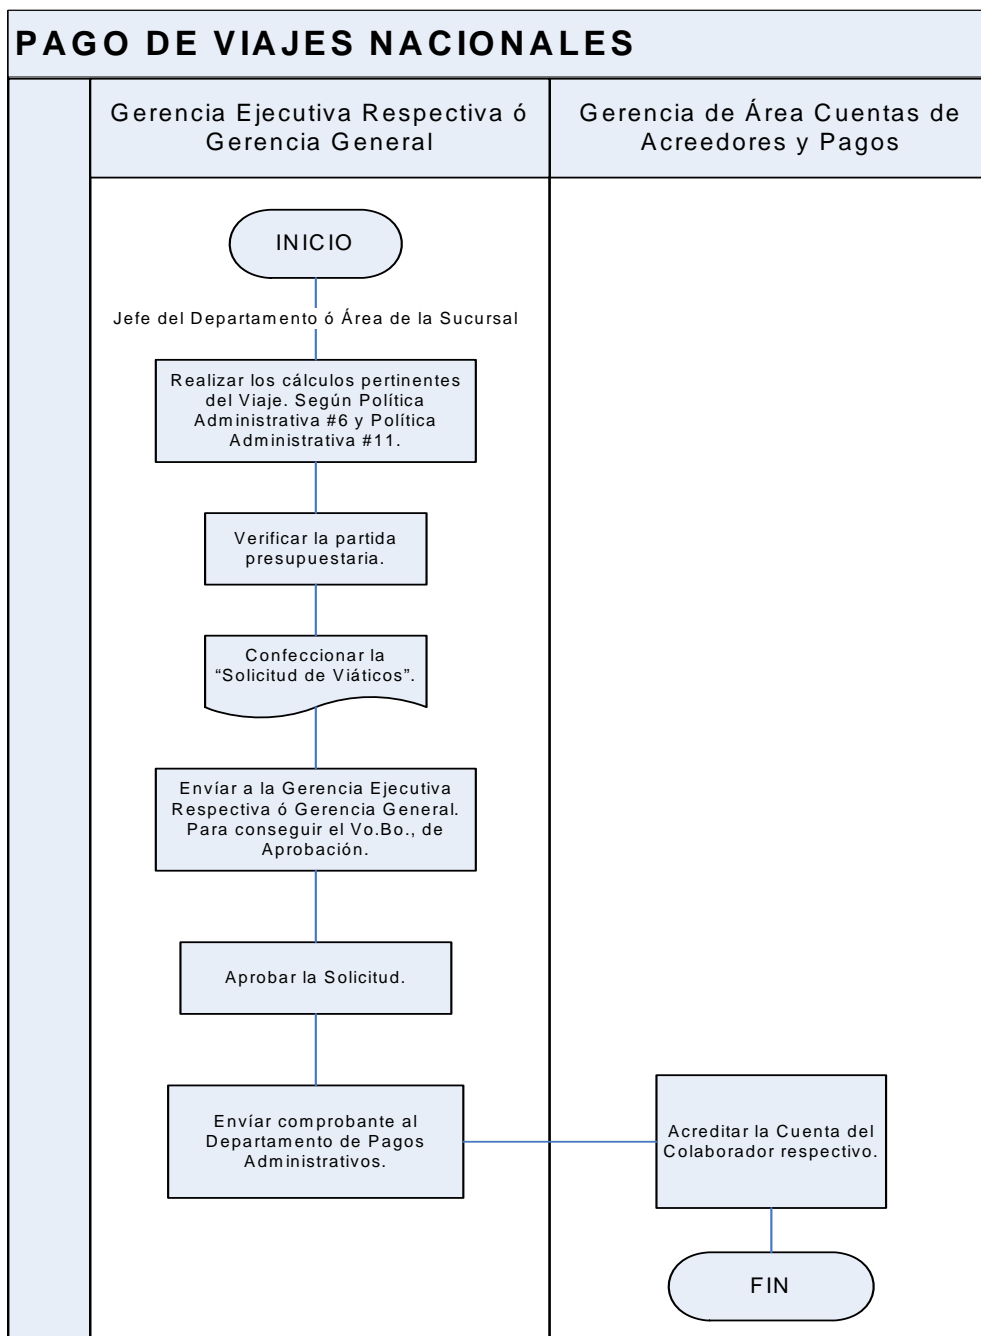 PAGO DE VIAJES NACIONALES
Gerencia Ejecutiva Respectiva ó
Gerencia General
Gerencia de Área Cuentas de
Acreedores y Pagos
INICIO
Jefe del Departamento ó Área de la Sucursal
Realizar los cálculos pertinentes
del Viaje. Según Política
Administrativa #6 y Política
Administrativa #11.
Verificar la partida
presupuestaria.
Confeccionar la
“Solicitud de Viáticos”.
Envíar a la Gerencia Ejecutiva
Respectiva ó Gerencia General.
Para conseguir el Vo.Bo., de
Aprobación.
Aprobar la Solicitud.
Envíar comprobante al
Departamento de Pagos
Administrativos.
Acreditar la Cuenta del
Colaborador respectivo.
FIN